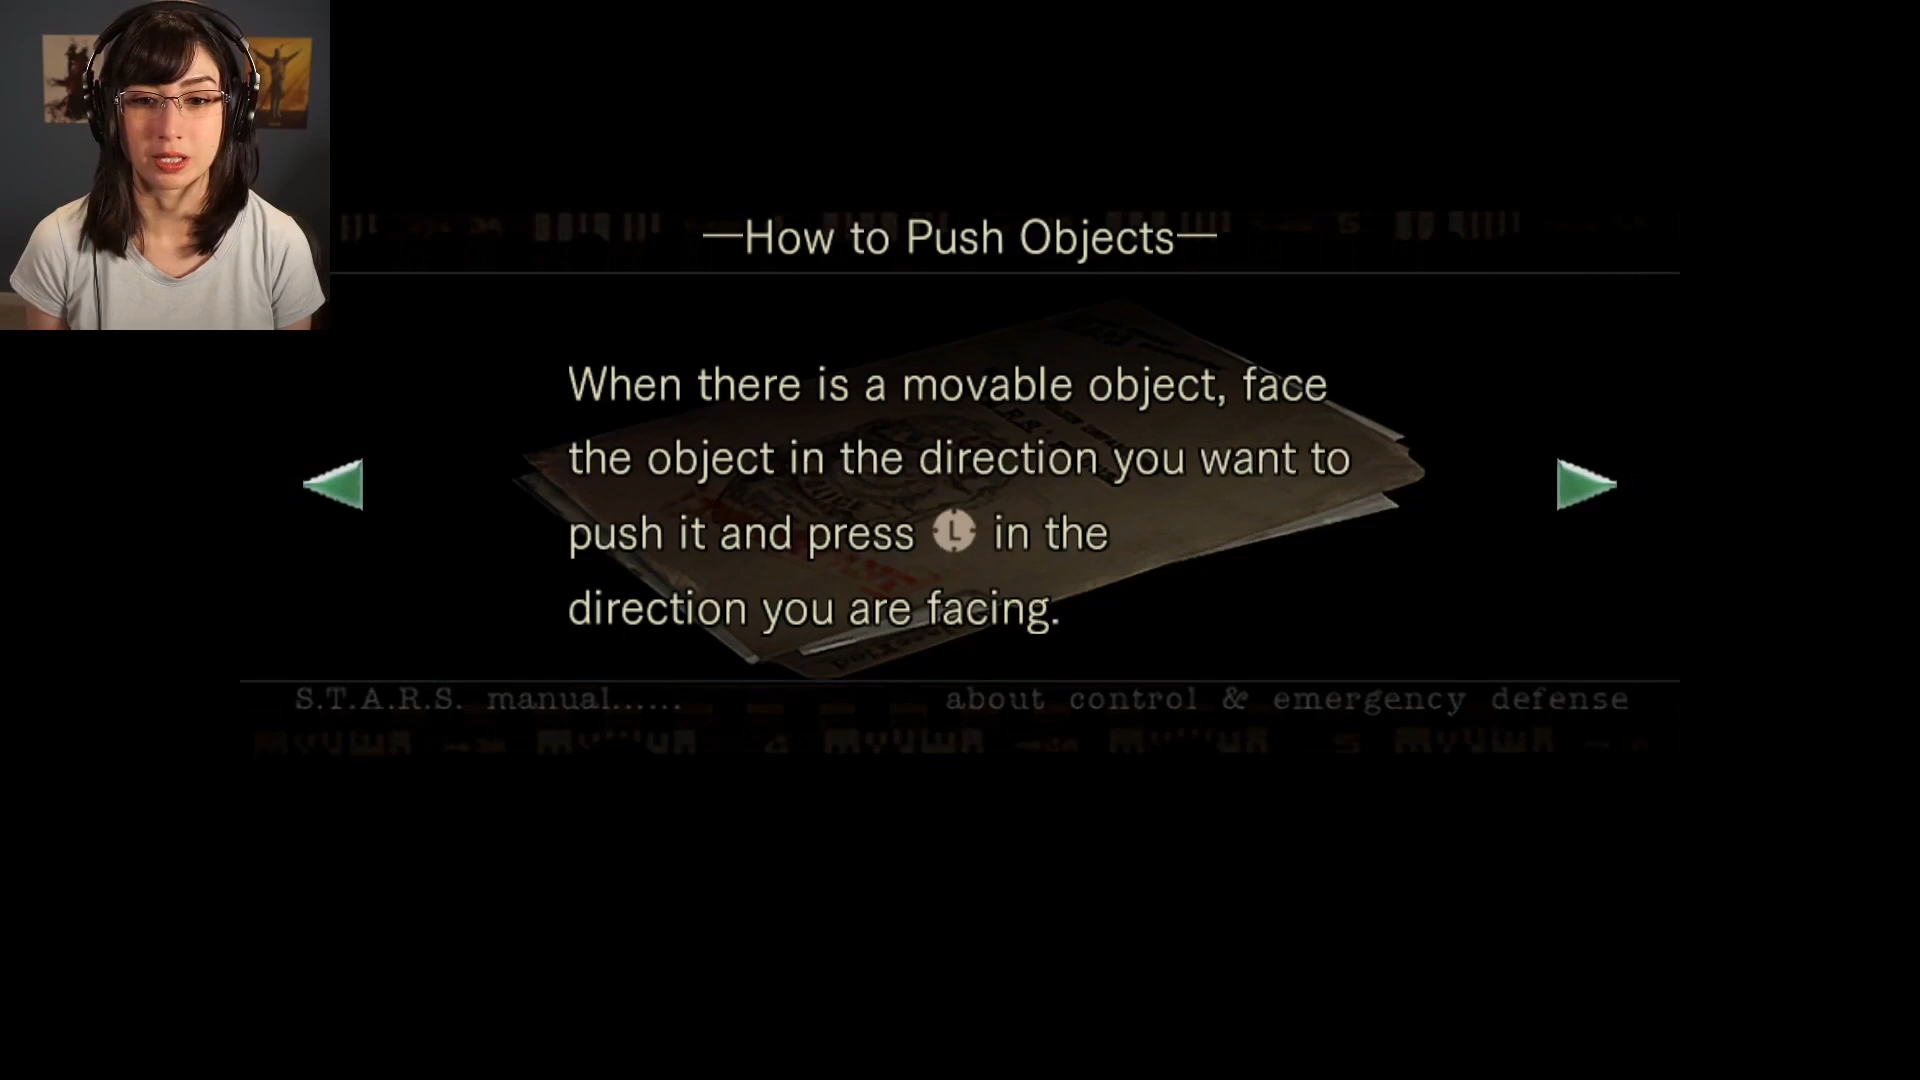 —How to Push Objects—
When there is a movable object, face
the object in the direction you want to
push it and press L in the
direction you are facing.
S.T.A.R.S. manual...... about control & emergency defense